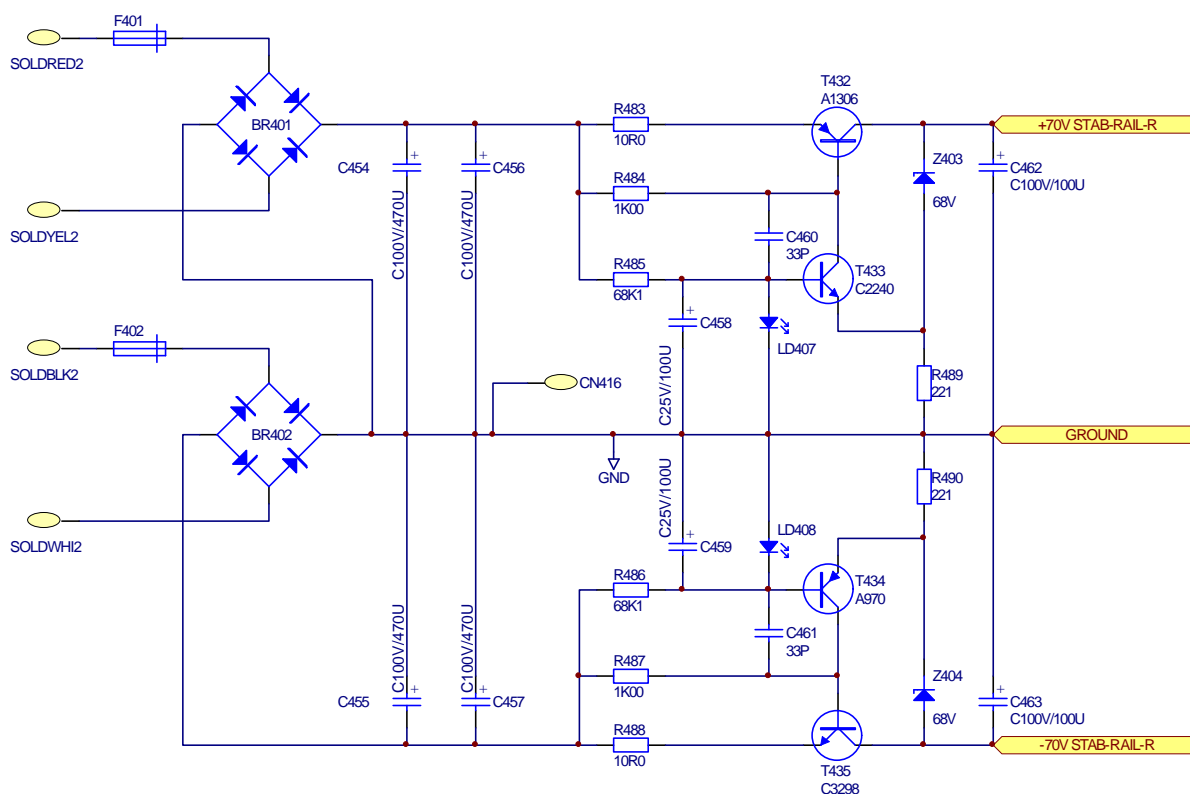 F401
SOLDRED2
BR401
SOLDYEL2
F402
SOLDBLK2
BR402
SOLDWHI2
C454
C100V/470U
C456
C100V/470U
C455
C100V/470U
C457
C100V/470U
CN416
GND
R483
10R0
R484
1K00
R485
68K1
C460
33P
C458
C25V/100U
LD407
T432
A1306
T433
C2240
Z403
68V
C462
C100V/100U
+70V STAB-RAIL-R
R489
221
GROUND
R490
221
C25V/100U
C459
LD408
R486
68K1
C461
33P
R487
1K00
R488
10R0
T434
A970
T435
C3298
Z404
68V
C463
C100V/100U
-70V STAB-RAIL-R